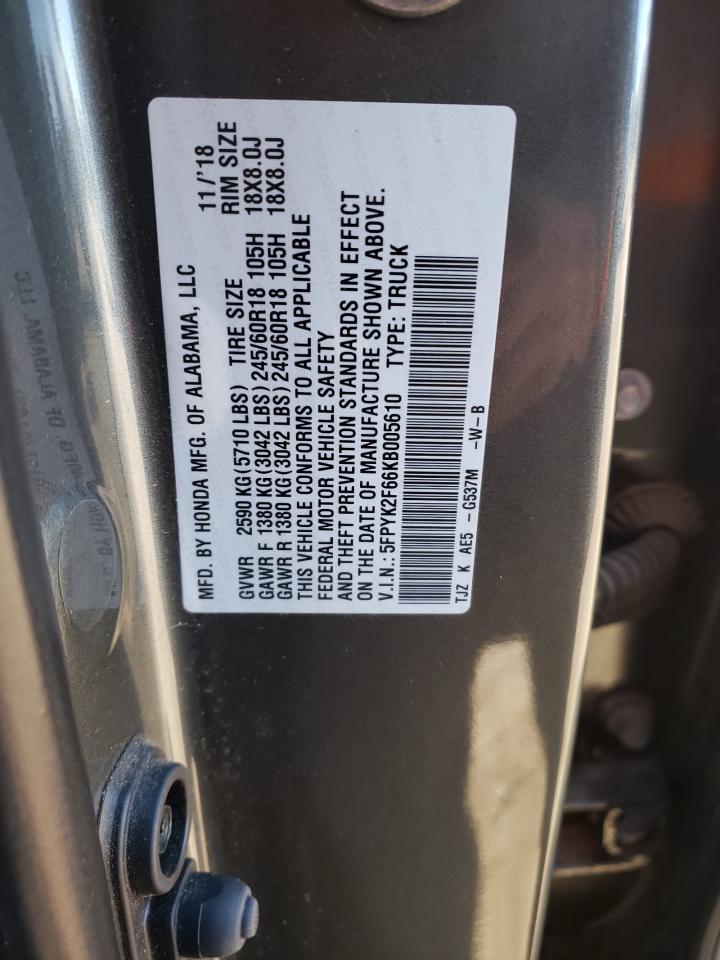 MFD. BY HONDA MFG. OF ALABAMA, LLC 11/'18
GVWR 2590 KG(5710 LBS) TIRE SIZE RIM SIZE
GAWR F 1380 KG(3042 LBS) 245/60R18 105H 18X8.0J
GAWR R 1380 KG(3042 LBS) 245/60R18 105H 18X8.0J
THIS VEHICLE CONFORMS TO ALL APPLICABLE
FEDERAL MOTOR VEHICLE SAFETY
AND THEFT PREVENTION STANDARDS IN EFFECT
ON THE DATE OF MANUFACTURE SHOWN ABOVE.
V.I.N.: 5FPYK2F66KB005610 TYPE: TRUCK
TJZ K AE5 -G537M -W-B